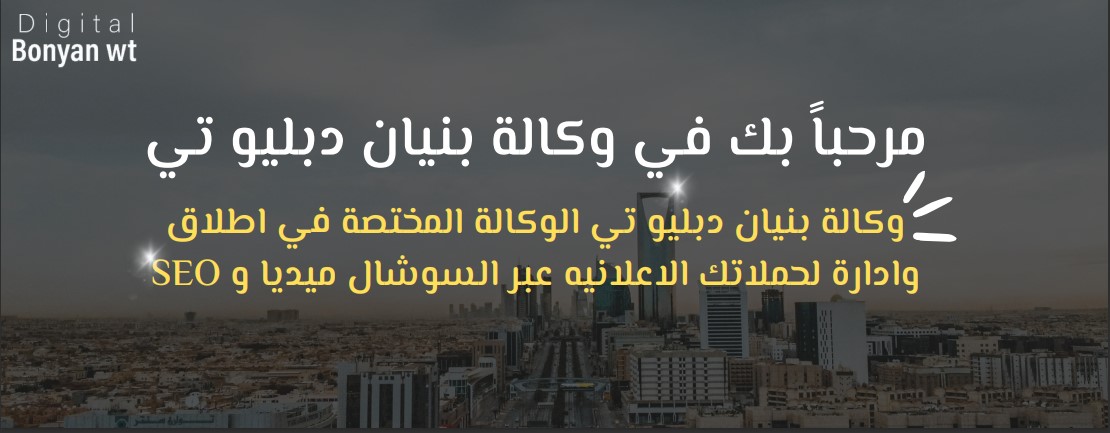 Digital
Bonyan wt
مرحباً بك في وكالة بنيان دبليو تي
وكالة بنيان دبليو تي الوكالة المختصة في اطلاق
وادارة لحملاتك الاعلانيه عبر السوشال ميديا و SEO